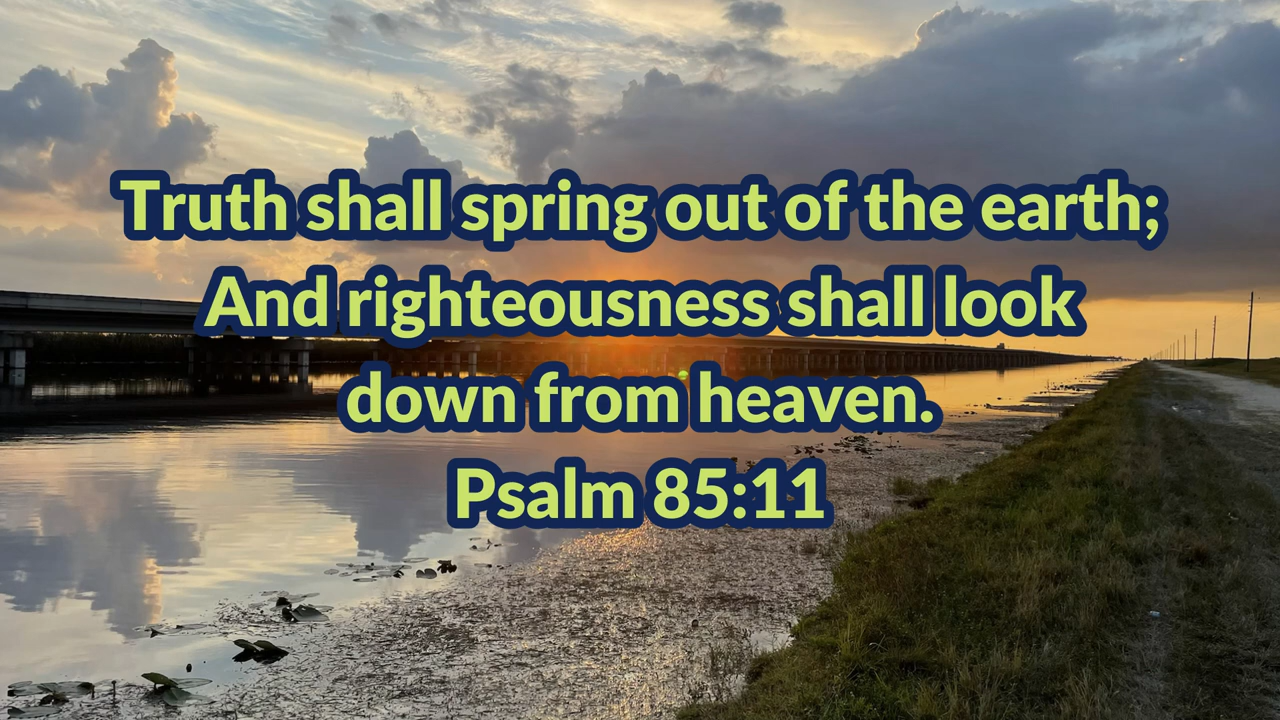 Truth shall spring out of the earth;
And righteousness shall look
down from heaven.
Psalm 85:11